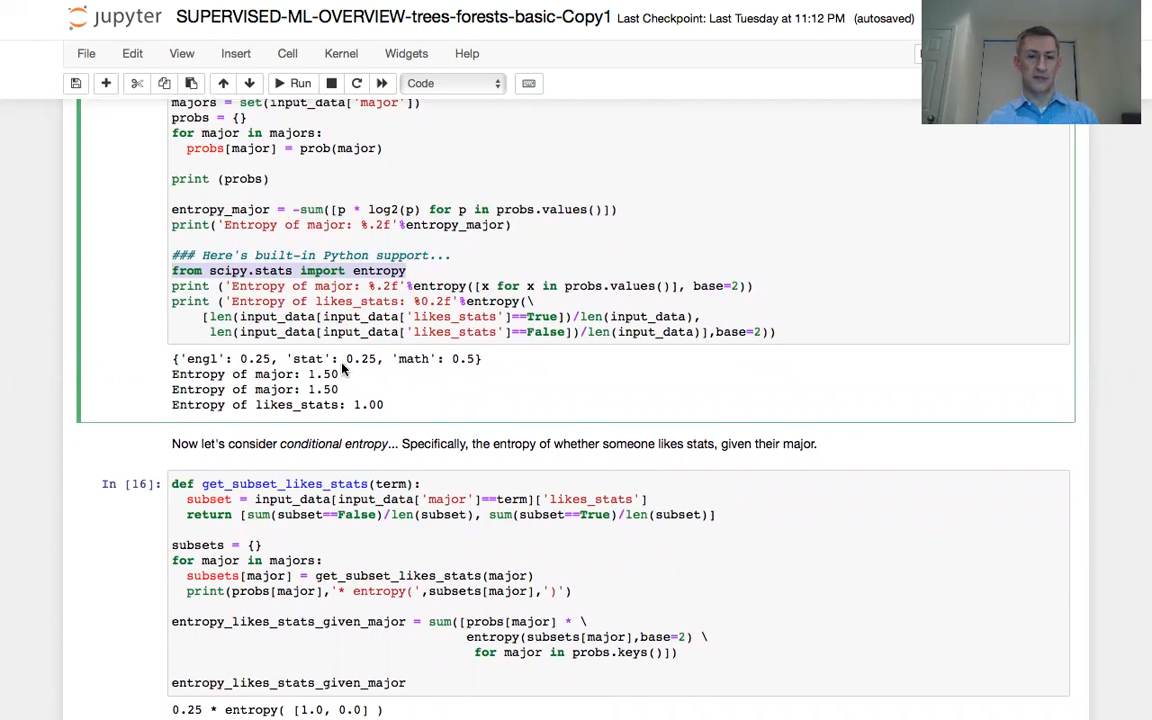 jupyter SUPERVISED-ML-OVERVIEW-trees-forests-basic-Copy1 Last Checkpoint: Last Tuesday at 11:12 PM (autosaved)
File Edit View Insert Cell Kernel Widgets Help
Run Code
majors = set(input_data['major'])
probs = {}
for major in majors:
  probs[major] = prob(major)
print (probs)
entropy_major = -sum([p * log2(p) for p in probs.values()])
print('Entropy of major: %.2f'%entropy_major)
### Here's built-in Python support...
from scipy.stats import entropy
print ('Entropy of major: %.2f'%entropy([x for x in probs.values()], base=2))
print ('Entropy of likes_stats: %0.2f'%entropy(\
    [len(input_data[input_data['likes_stats']==True])/len(input_data),
    len(input_data[input_data['likes_stats']==False])/len(input_data)],base=2))
{'engl': 0.25, 'stat': 0.25, 'math': 0.5}
Entropy of major: 1.50
Entropy of major: 1.50
Entropy of likes_stats: 1.00
Now let's consider conditional entropy... Specifically, the entropy of whether someone likes stats, given their major.
In [16]: def get_subset_likes_stats(term):
  subset = input_data[input_data['major']==term]['likes_stats']
  return [sum(subset==False)/len(subset), sum(subset==True)/len(subset)]
subsets = {}
for major in majors:
  subsets[major] = get_subset_likes_stats(major)
  print(probs[major],'* entropy(',subsets[major],')')
entropy_likes_stats_given_major = sum([probs[major] * \
                                       entropy(subsets[major],base=2) \
                                        for major in probs.keys()])
entropy_likes_stats_given_major
0.25 * entropy( [1.0, 0.0] )